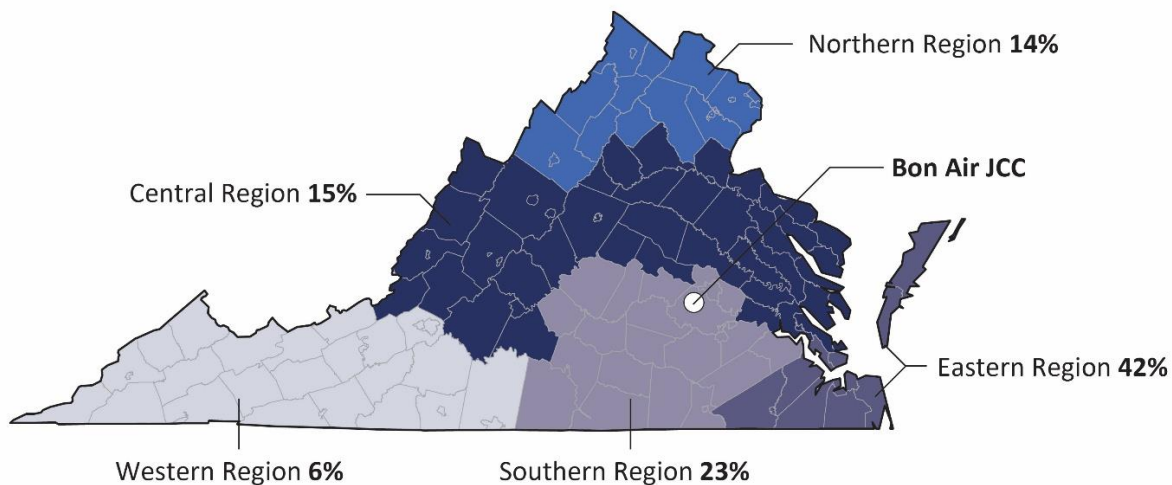 Northern Region 14%
Bon Air JCC
Central Region 15%
Eastern Region 42%
Western Region 6%
Southern Region 23%